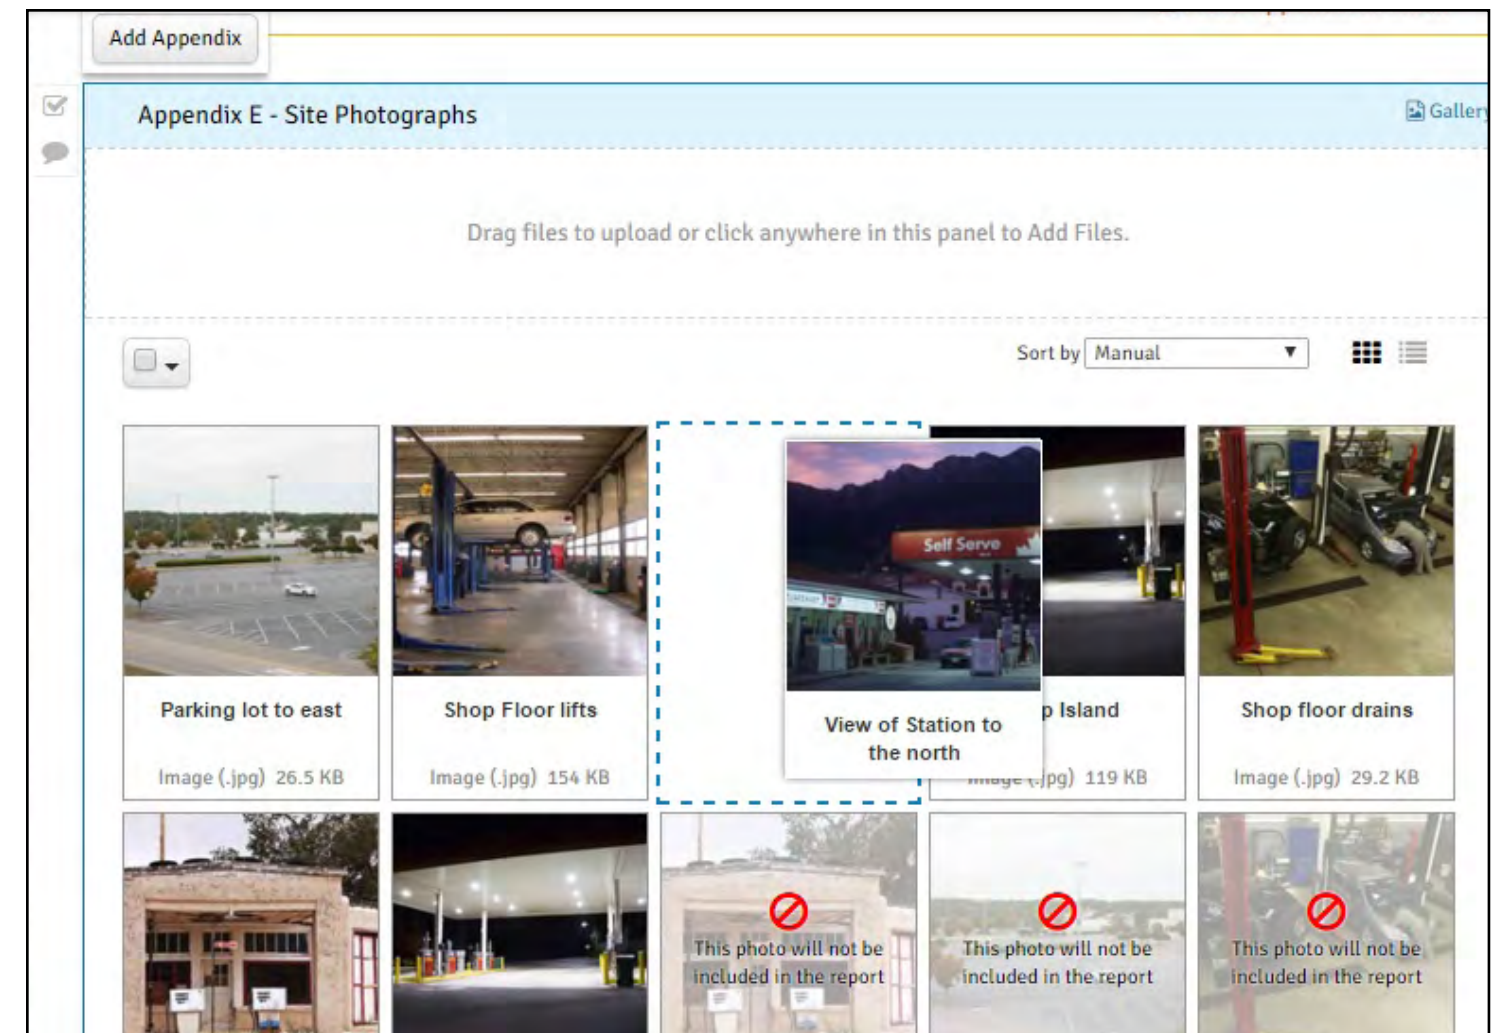 Add Appendix
Appendix E - Site Photographs
Gallery
Drag files to upload or click anywhere in this panel to Add Files.
Sort by Manual
Self Serve
Parking lot to east
Shop Floor lifts
View of Station to
the north
p Island
Shop floor drains
Image (.jpg) 26.5 KB
Image (.jpg) 154 KB
Image (.jpg) 119 KB
Image (.jpg) 29.2 KB
This photo will not be
included in the report
This photo will not be
included in the report
This photo will not be
included in the report